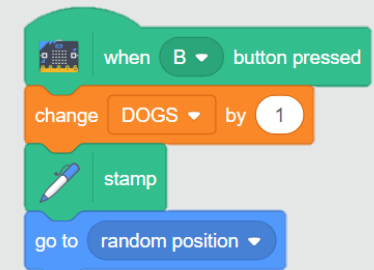 when B button pressed
change DOGS by 1
stamp
go to random position